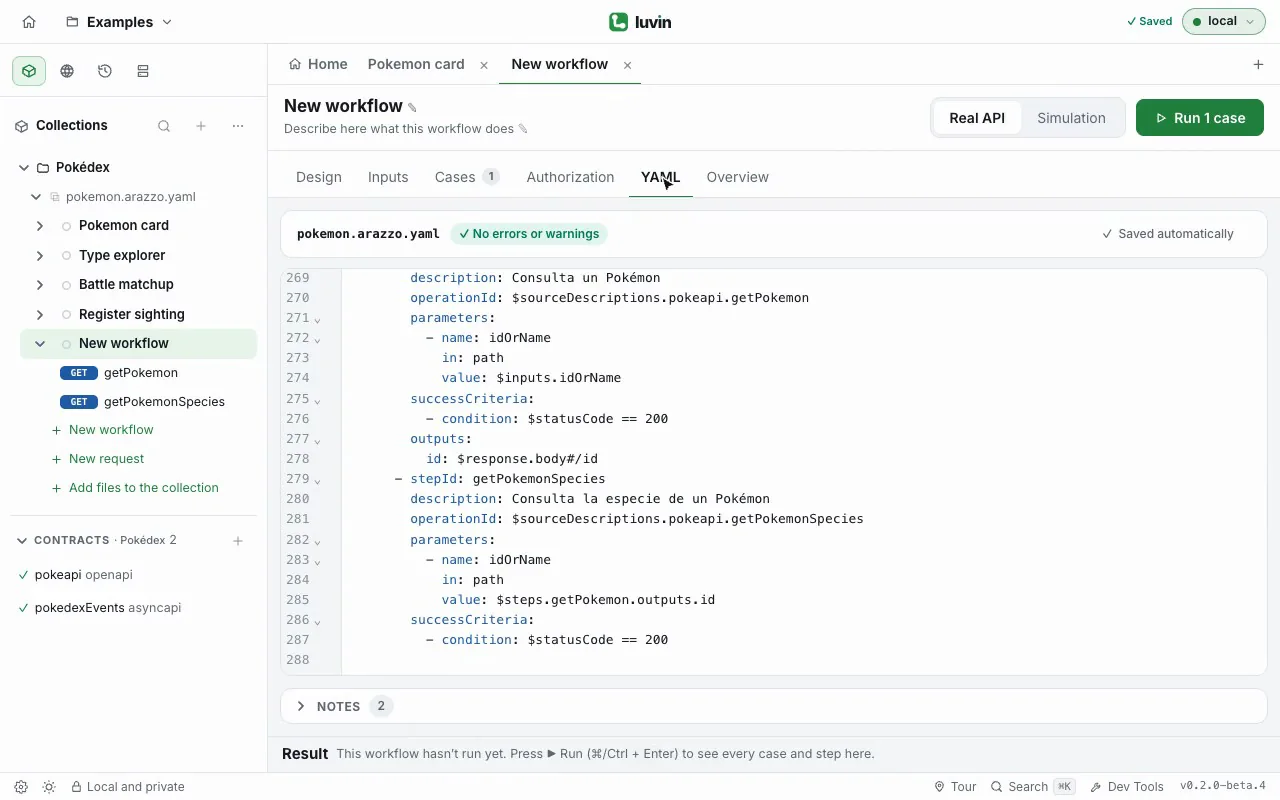 Examples
luvin
Saved
local
Home
Pokemon card
New workflow
Collections
Pokédex
pokemon.arazzo.yaml
Pokemon card
Type explorer
Battle matchup
Register sighting
New workflow
GET getPokemon
GET getPokemonSpecies
+ New workflow
+ New request
+ Add files to the collection
CONTRACTS · Pokédex 2
pokeapi openapi
pokedexEvents asyncapi
New workflow
Describe here what this workflow does
Real API
Simulation
Run 1 case
Design
Inputs
Cases 1
Authorization
YAML
Overview
pokemon.arazzo.yaml
No errors or warnings
Saved automatically
269 description: Consulta un Pokémon
270 operationId: $sourceDescriptions.pokeapi.getPokemon
271 parameters:
272 - name: idOrName
273 in: path
274 value: $inputs.idOrName
275 successCriteria:
276 - condition: $statusCode == 200
277 outputs:
278 id: $response.body#/id
279 - stepId: getPokemonSpecies
280 description: Consulta la especie de un Pokémon
281 operationId: $sourceDescriptions.pokeapi.getPokemonSpecies
282 parameters:
283 - name: idOrName
284 in: path
285 value: $steps.getPokemon.outputs.id
286 successCriteria:
287 - condition: $statusCode == 200
288
NOTES 2
Result This workflow hasn’t run yet. Press ▶ Run (⌘/Ctrl + Enter) to see every case and step here.
Local and private
Tour
Search ⌘K
Dev Tools
v0.2.0-beta.4